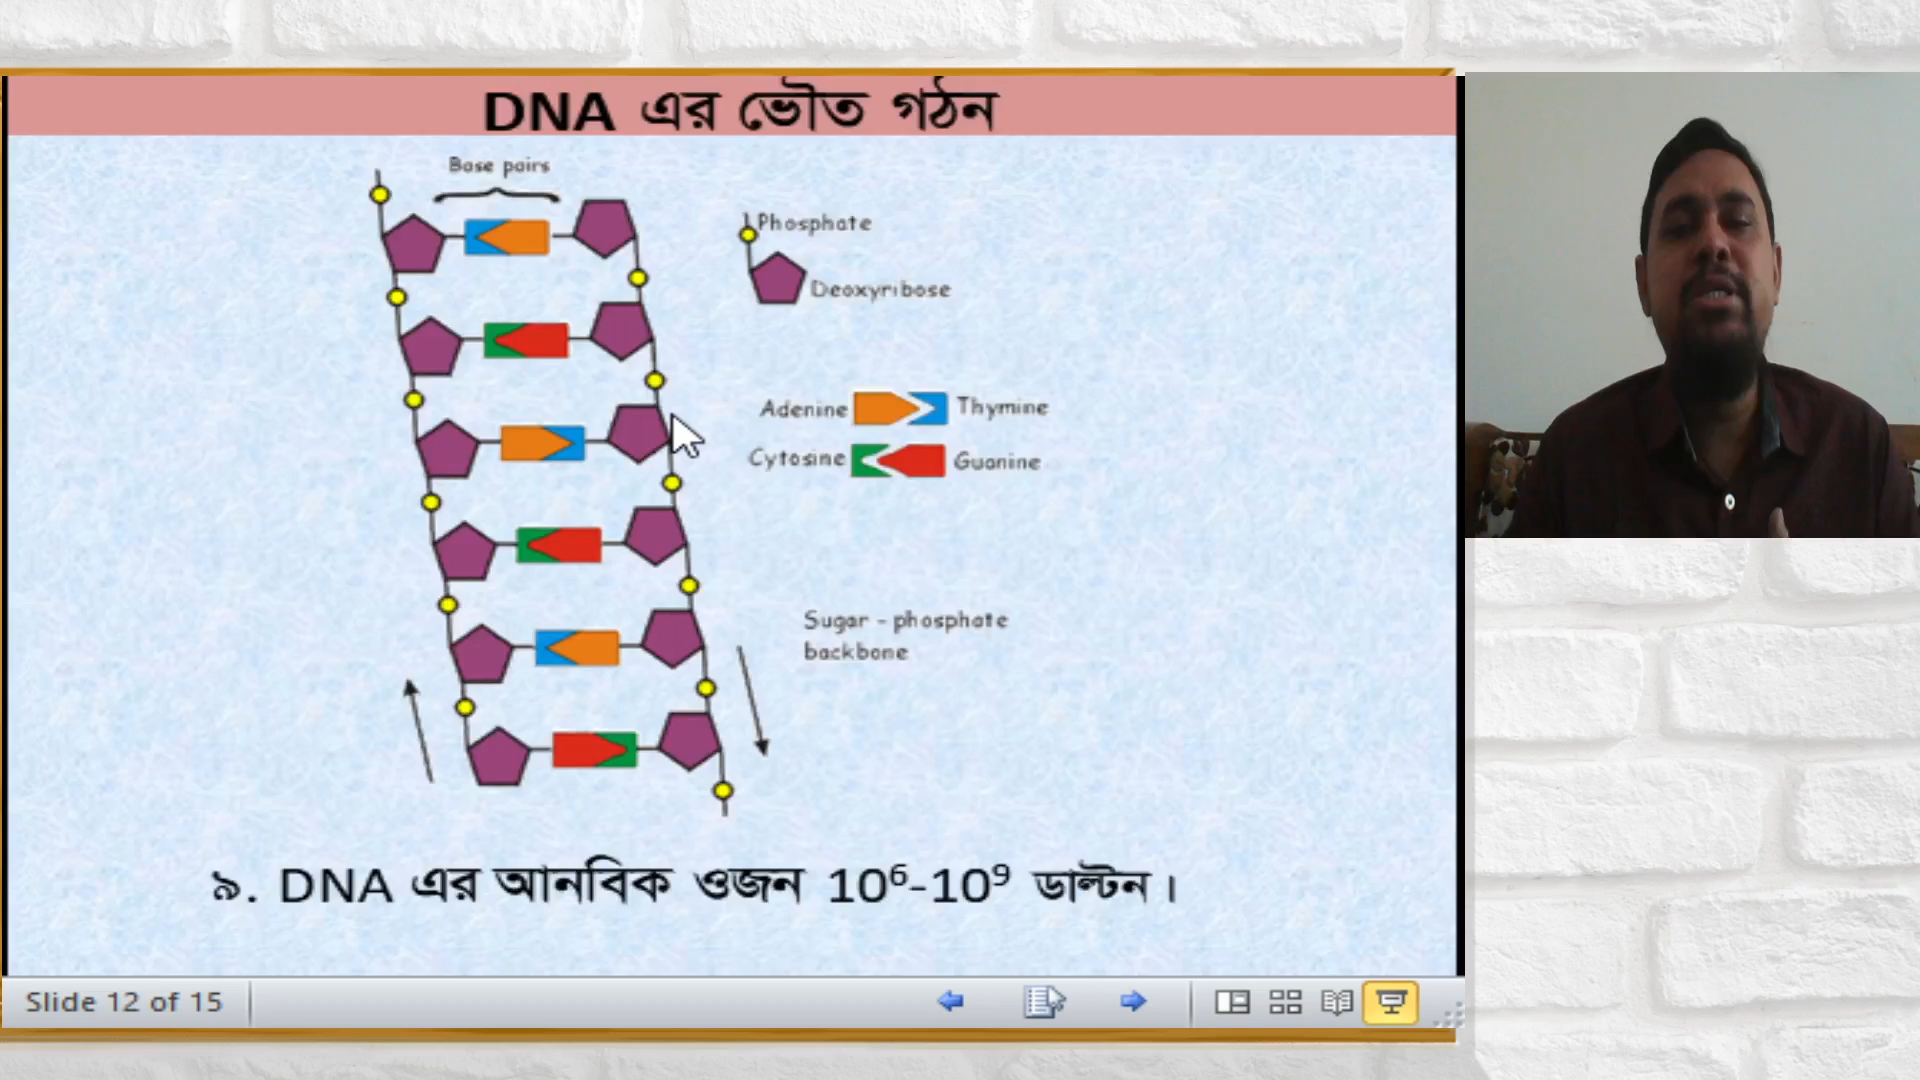 DNA এর ভৌত গঠন
Base pairs
Phosphate
Deoxyribose
Adenine Thymine
Cytosine Guanine
Sugar - phosphate
backbone
৯. DNA এর আনবিক ওজন 10⁶-10⁹ ডাল্টন।
Slide 12 of 15